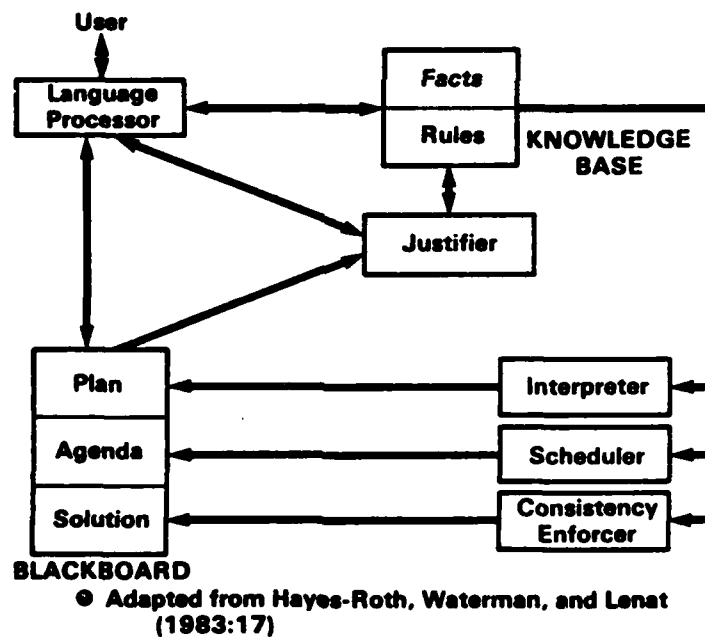 User
Language
Processor
Facts
Rules
KNOWLEDGE
BASE
Justifier
Plan
Interpreter
Agenda
Scheduler
Solution
Consistency
Enforcer
BLACKBOARD
Adapted from Hayes-Roth, Waterman, and Lenat
(1983:17)